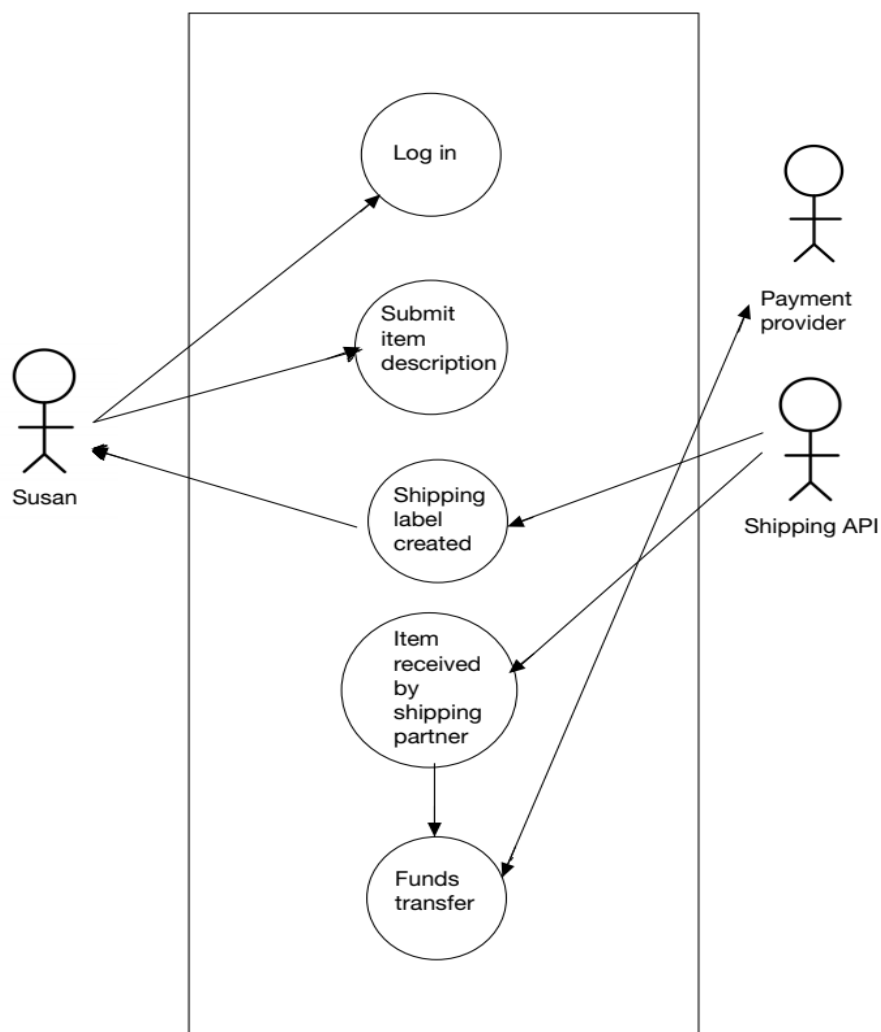 Log in
Submit
item
description
Shipping
label
created
Item
received
by
shipping
partner
Funds
transfer
Susan
Payment
provider
Shipping API